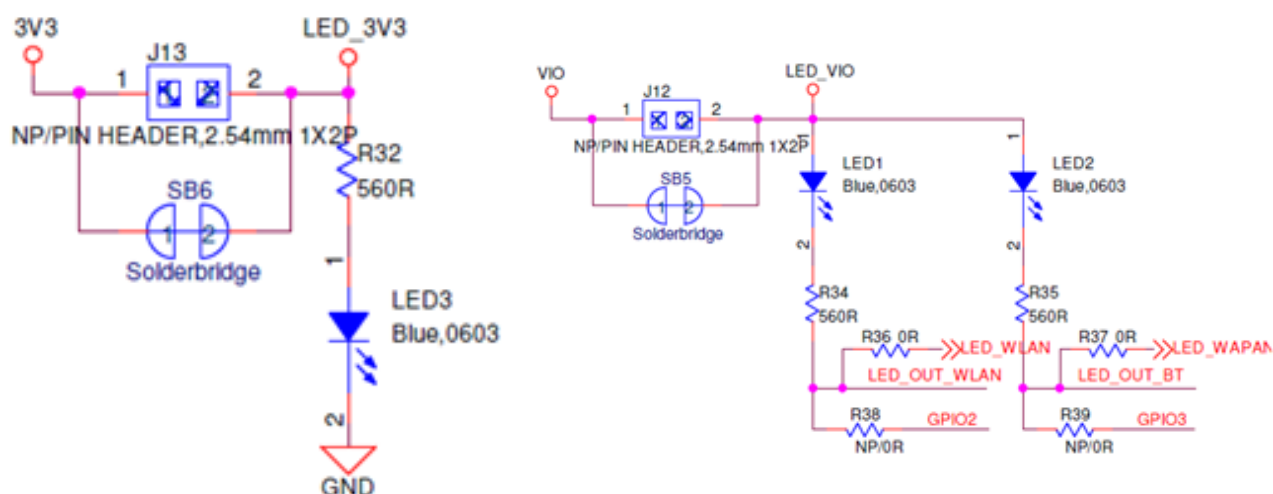 3V3
LED_3V3
J13
1
2
NP/PIN HEADER,2.54mm 1X2P
R32
560R
SB6
1 2
Solderbridge
1
LED3
Blue,0603
2
GND
VIO
LED_VIO
J12
1
2
NP/PIN HEADER,2.54mm 1X2P
SB5
1 2
Solderbridge
1
LED1
Blue,0603
2
R34
560R
R36 0R
LED_WLAN
LED_OUT_WLAN
R38
GPIO2
NP/0R
1
LED2
Blue,0603
2
R35
560R
R37 0R
LED_WAPAN
LED_OUT_BT
R39
GPIO3
NP/0R